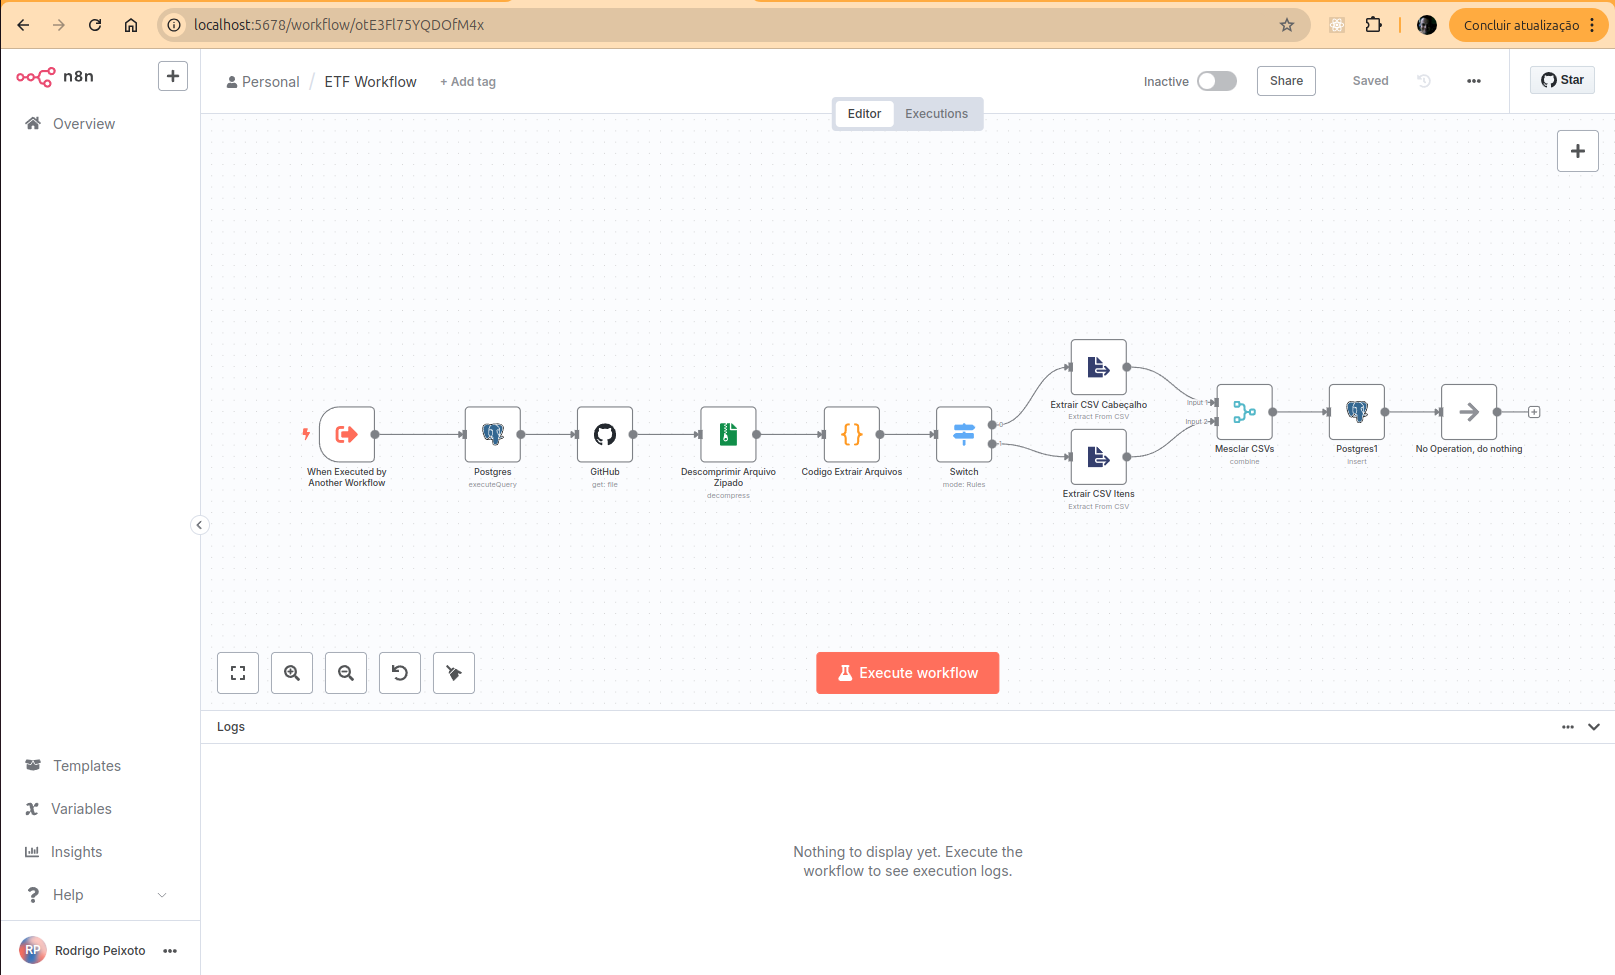 localhost:5678/workflow/otE3Fl75YQDOfM4x
Concluir atualização
n8n
Personal / ETF Workflow + Add tag
Inactive
Share
Saved
Star
Overview
Editor Executions
Input 1
Input 2
0
1
Extrair CSV Cabeçalho
Extract From CSV
When Executed by
Another Workflow
Postgres
executeQuery
GitHub
get: file
Descomprimir Arquivo
Zipado
decompress
Codigo Extrair Arquivos
Switch
mode: Rules
Extrair CSV Itens
Extract From CSV
Mesclar CSVs
combine
Postgres1
insert
No Operation, do nothing
Execute workflow
Logs
Nothing to display yet. Execute the
workflow to see execution logs.
Templates
Variables
Insights
Help
RP
Rodrigo Peixoto